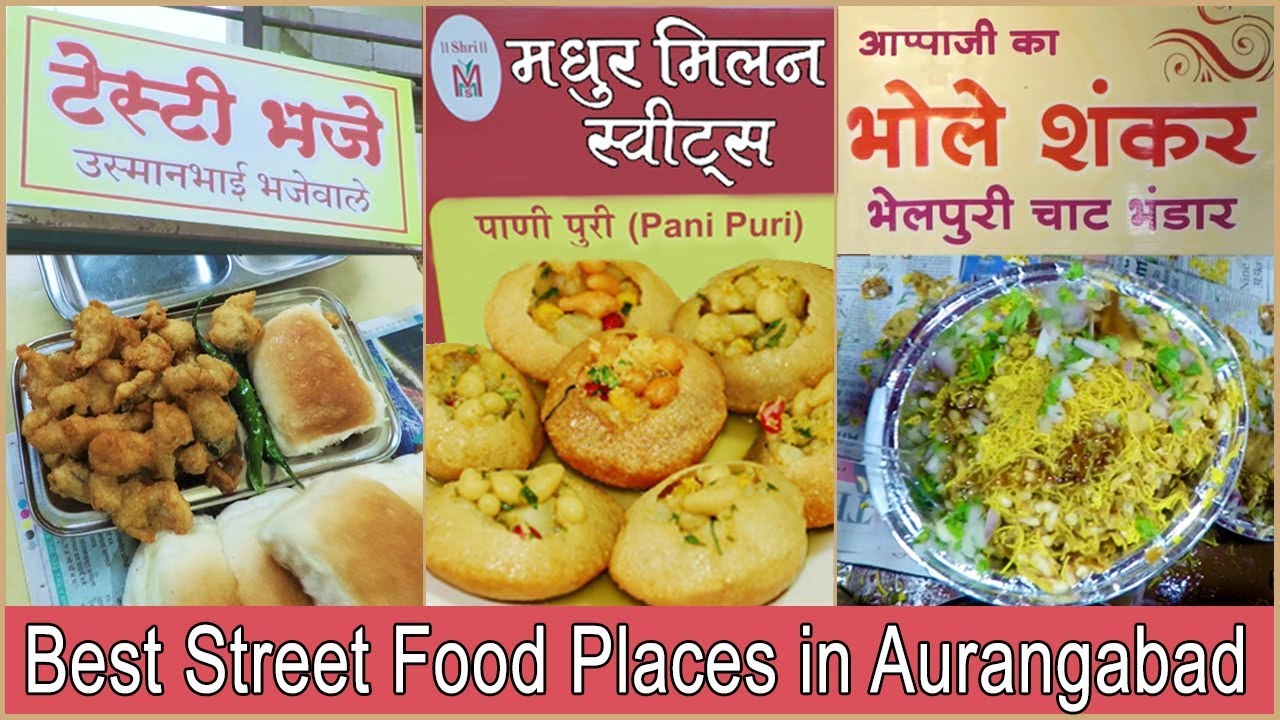 टेस्टी भजे
उस्मानभाई भजेवाले
|| Shri ||
MS
मधुर मिलन
स्वीट्स
पाणी पुरी (Pani Puri)
आप्पाजी का
भोले शंकर
भेलपुरी चाट भंडार
Best Street Food Places in Aurangabad